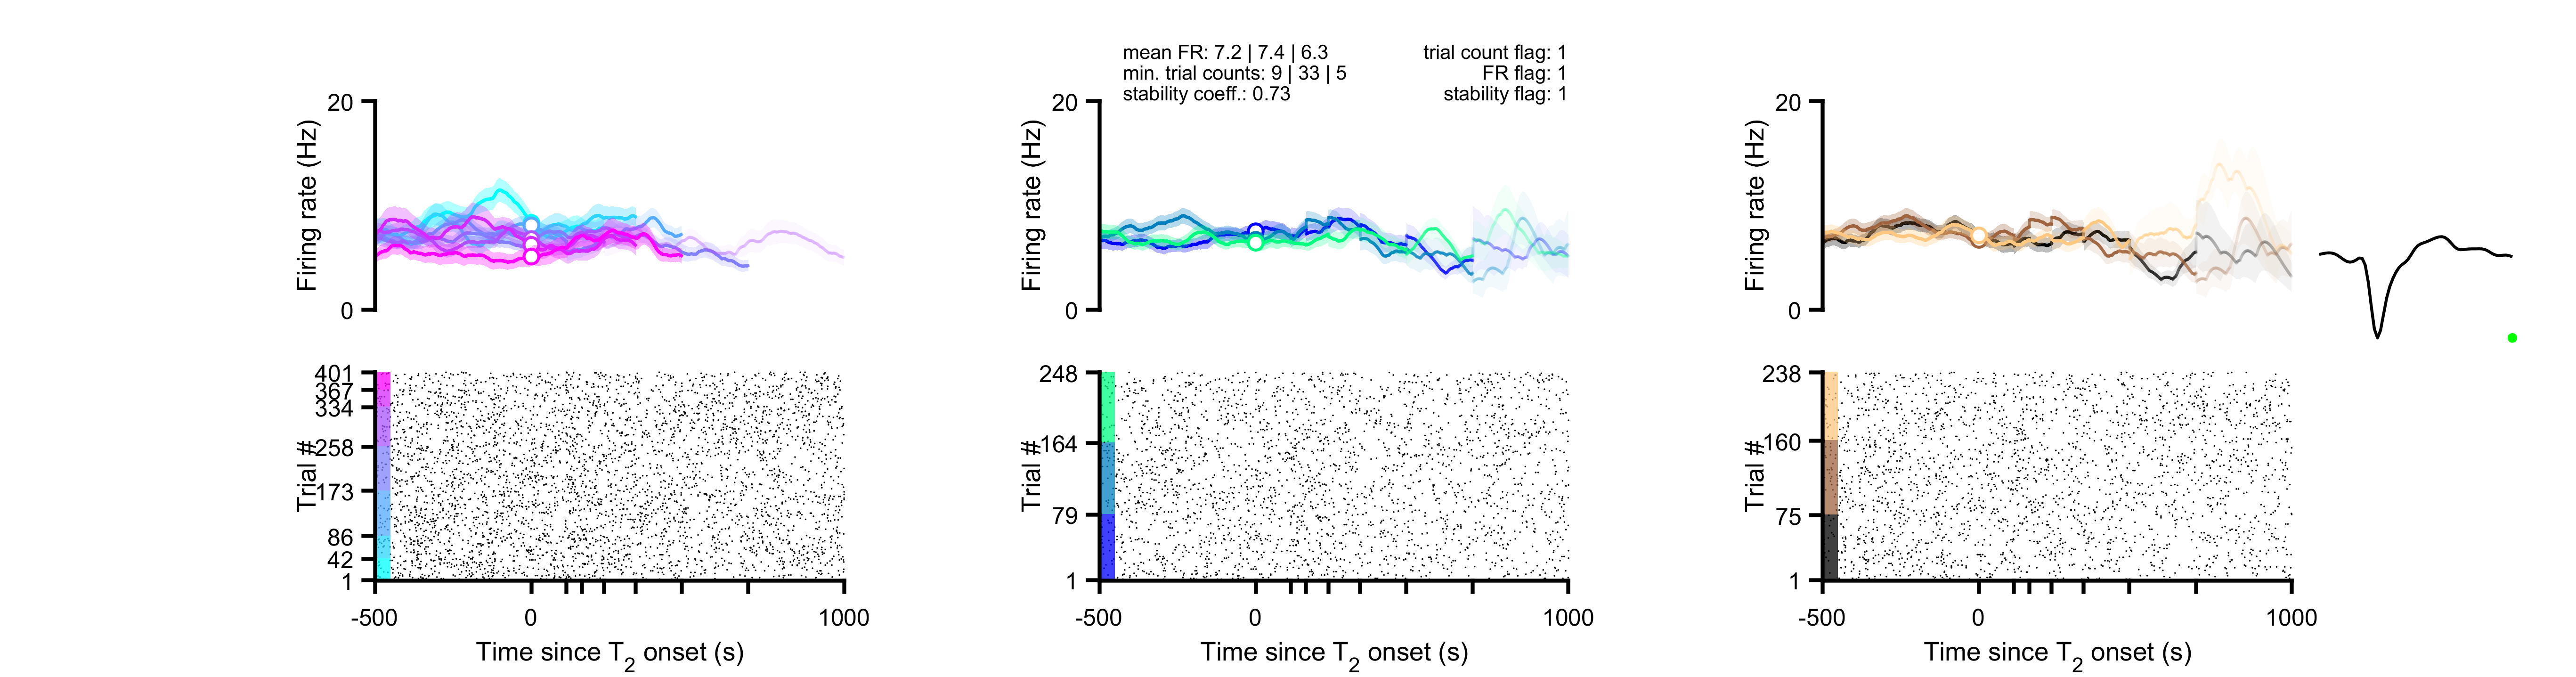 mean FR: 7.2 | 7.4 | 6.3
min. trial counts: 9 | 33 | 5
stability coeff.: 0.73
trial count flag: 1
FR flag: 1
stability flag: 1
Firing rate (Hz)
20
0
Firing rate (Hz)
20
0
Firing rate (Hz)
20
0
Trial #
401
367
334
258
173
86
42
1
-500
0
1000
Time since T2 onset (s)
Trial #
248
164
79
1
-500
0
1000
Time since T2 onset (s)
Trial #
238
160
75
1
-500
0
1000
Time since T2 onset (s)